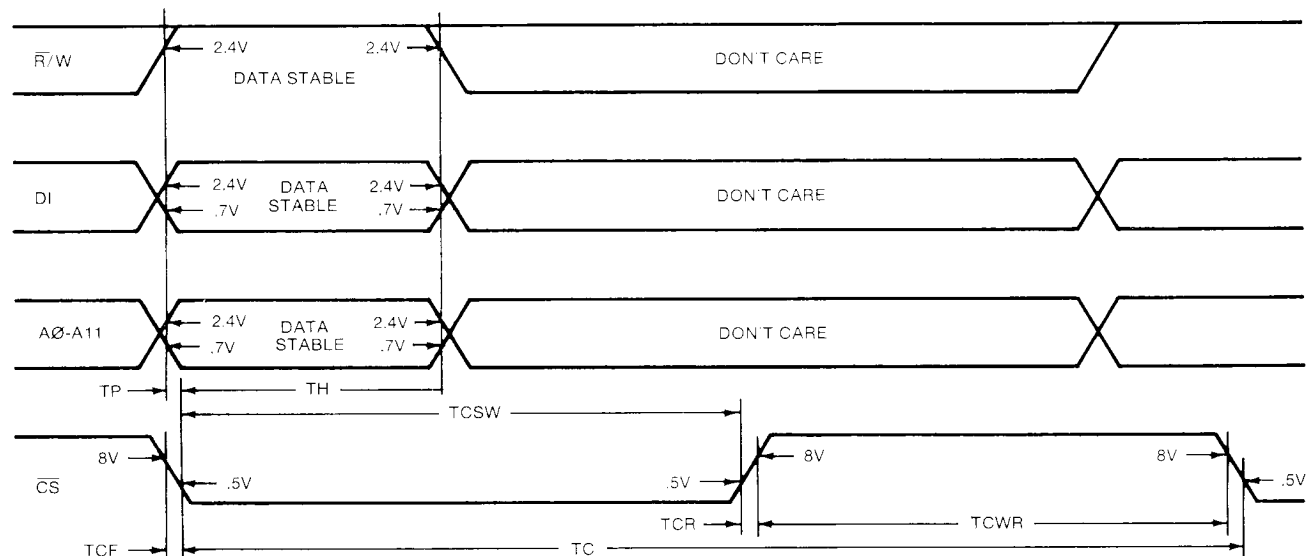 R̅/W 2.4V 2.4V DON'T CARE
DATA STABLE
DI 2.4V DATA STABLE 2.4V DON'T CARE
.7V .7V
AØ-A11 2.4V DATA STABLE 2.4V DON'T CARE
.7V .7V
TP TH
TCSW
8V 8V 8V
C̅S̅ .5V .5V .5V
TCR TCWR
TCF TC